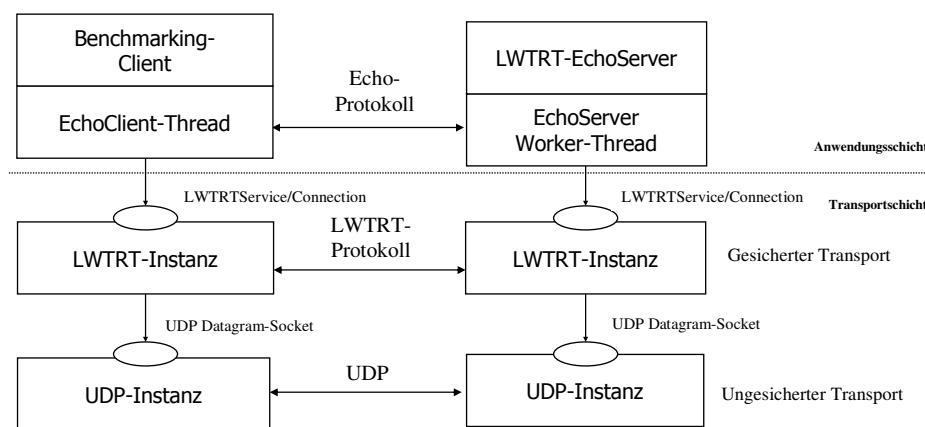 Benchmarking-
Client
LWTRT-EchoServer
Echo-
Protokoll
EchoClient-Thread
EchoServer
Worker-Thread
Anwendungsschicht
LWTRTService/Connection
LWTRTService/Connection
Transportschicht
LWTRT-
Protokoll
LWTRT-Instanz
LWTRT-Instanz
Gesicherter Transport
UDP Datagram-Socket
UDP Datagram-Socket
UDP
UDP-Instanz
UDP-Instanz
Ungesicherter Transport